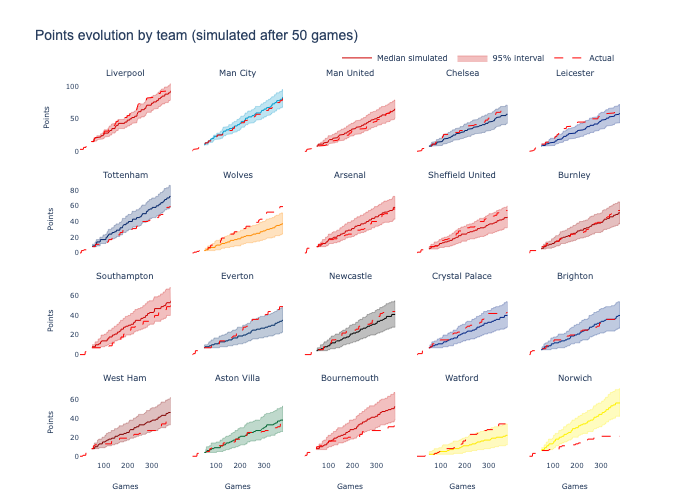 Points evolution by team (simulated after 50 games)
Median simulated 95% interval Actual
Liverpool Man City Man United Chelsea Leicester
100
50
0
Points
Tottenham Wolves Arsenal Sheffield United Burnley
80
60
40
20
0
Points
Southampton Everton Newcastle Crystal Palace Brighton
60
40
20
0
Points
West Ham Aston Villa Bournemouth Watford Norwich
60
40
20
0
Points
100 200 300 100 200 300 100 200 300 100 200 300 100 200 300
Games Games Games Games Games